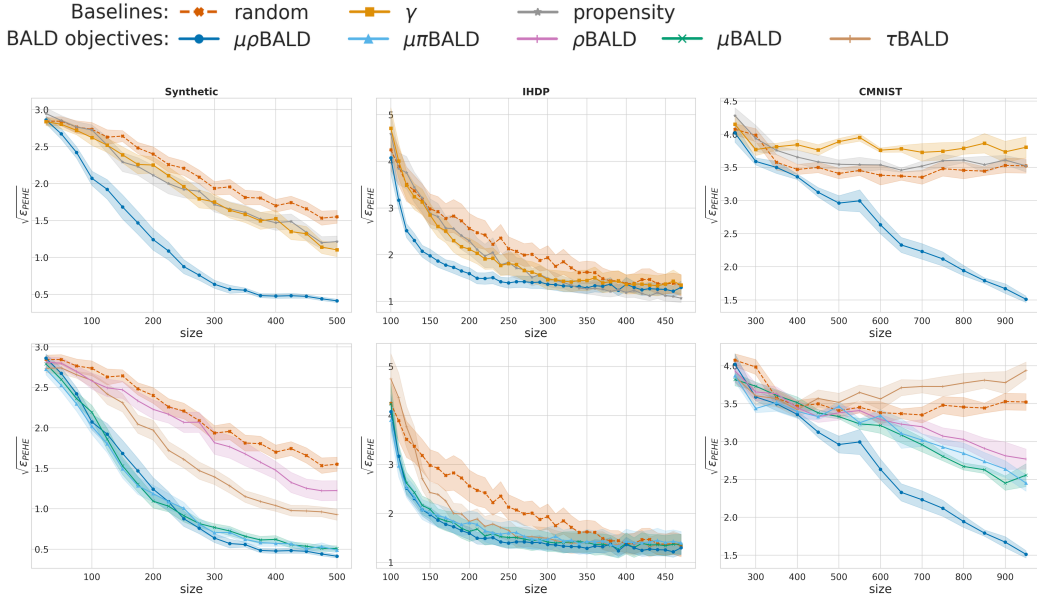 Baselines: random γ propensity
BALD objectives: μρBALD μπBALD ρBALD μBALD τBALD
Synthetic IHDP CMNIST
3.0 2.5 2.0 1.5 1.0 0.5
√ε_PEHE
100 200 300 400 500
size
5 4 3 2 1
√ε_PEHE
100 150 200 250 300 350 400 450
size
4.5 4.0 3.5 3.0 2.5 2.0 1.5
√ε_PEHE
300 400 500 600 700 800 900
size
3.0 2.5 2.0 1.5 1.0 0.5
√ε_PEHE
100 200 300 400 500
size
5 4 3 2 1
√ε_PEHE
100 150 200 250 300 350 400 450
size
4.0 3.5 3.0 2.5 2.0 1.5
√ε_PEHE
300 400 500 600 700 800 900
size